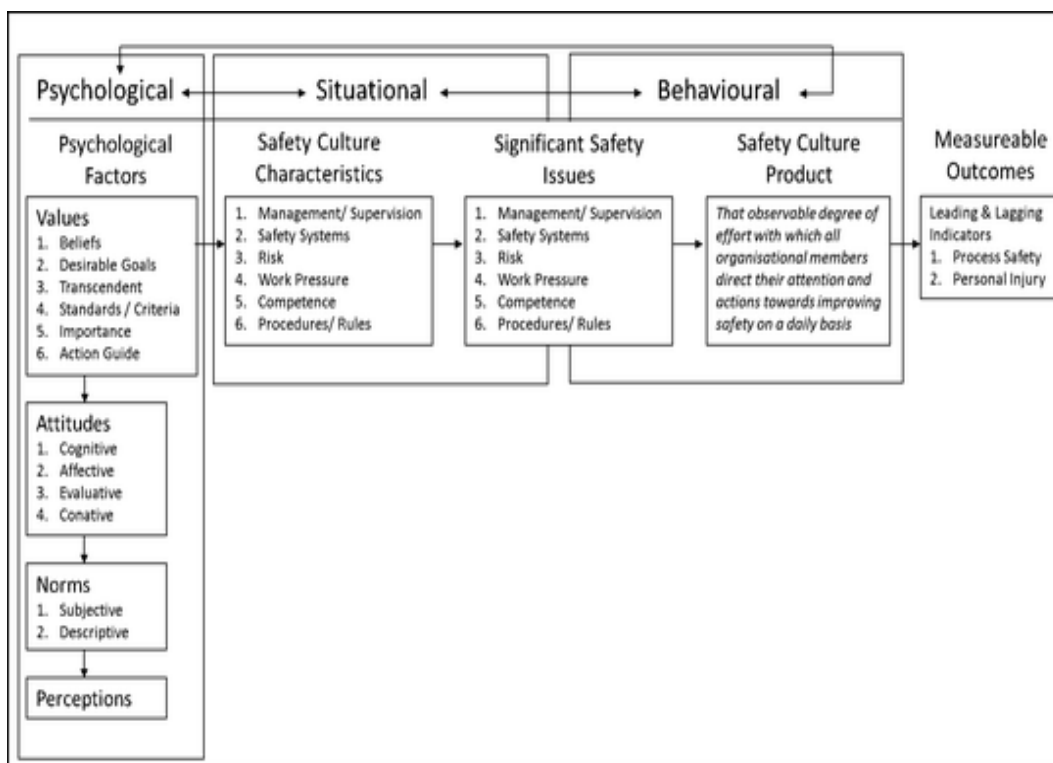 Psychological
Situational
Behavioural
Psychological
Factors
Values
1. Beliefs
2. Desirable Goals
3. Transcendent
4. Standards / Criteria
5. Importance
6. Action Guide
Attitudes
1. Cognitive
2. Affective
3. Evaluative
4. Conative
Norms
1. Subjective
2. Descriptive
Perceptions
Safety Culture
Characteristics
1. Management/ Supervision
2. Safety Systems
3. Risk
4. Work Pressure
5. Competence
6. Procedures/ Rules
Significant Safety
Issues
1. Management/ Supervision
2. Safety Systems
3. Risk
4. Work Pressure
5. Competence
6. Procedures/ Rules
Safety Culture
Product
That observable degree of
effort with which all
organisational members
direct their attention and
actions towards improving
safety on a daily basis
Measureable
Outcomes
Leading & Lagging
Indicators
1. Process Safety
2. Personal Injury